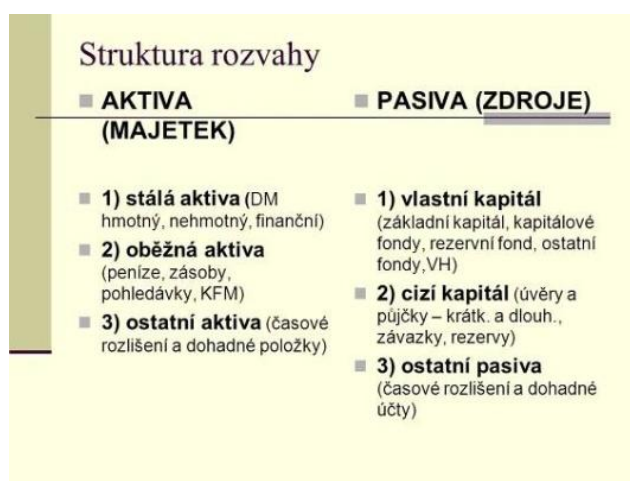 Struktura rozvahy
AKTIVA
(MAJETEK)
1) stálá aktiva (DM
hmotný, nehmotný, finanční)
2) oběžná aktiva
(peníze, zásoby,
pohledávky, KFM)
3) ostatní aktiva (časové
rozlišení a dohadné položky)
PASIVA (ZDROJE)
1) vlastní kapitál
(základní kapitál, kapitálové
fondy, rezervní fond, ostatní
fondy,VH)
2) cizí kapitál (úvěry a
půjčky – krátk. a dlouh.,
závazky, rezervy)
3) ostatní pasiva
(časové rozlišení a dohadné
účty)